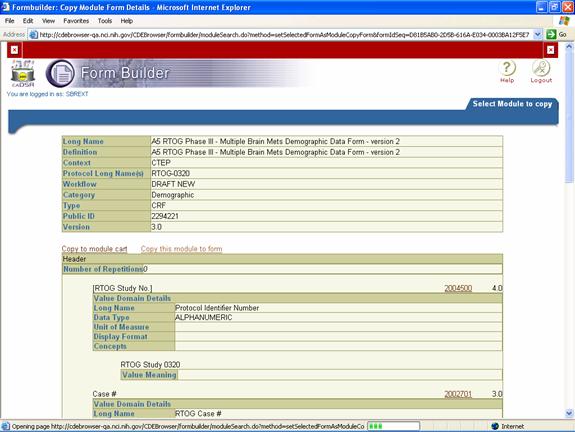 Formbuilder: Copy Module Form Details - Microsoft Internet Explorer
File Edit View Favorites Tools Help
Address http://cdebrowser-qa.nci.nih.gov/CDEBrowser/formbuilder/moduleSearch.do?method=setSelectedFormAsModuleCopyForm&formIdSeq=D81B5AB0-2D5B-616A-E034-0003BA12F5E7 Go
caDSR Form Builder Help Logout
You are logged in as: SBREXT
Select Module to copy
Long Name A5 RTOG Phase III - Multiple Brain Mets Demographic Data Form - version 2
Definition A5 RTOG Phase III - Multiple Brain Mets Demographic Data Form - version 2
Context CTEP
Protocol Long Name(s) RTOG-0320
Workflow DRAFT NEW
Category Demographic
Type CRF
Public ID 2294221
Version 3.0
Copy to module cart Copy this module to form
Header
Number of Repetitions 0
[RTOG Study No.] 2004500 4.0
Value Domain Details
Long Name Protocol Identifier Number
Data Type ALPHANUMERIC
Unit of Measure
Display Format
Concepts
RTOG Study 0320
Value Meaning
Case # 2002701 3.0
Value Domain Details
Long Name RTOG Case #
Opening page http://cdebrowser-qa.nci.nih.gov/CDEBrowser/formbuilder/moduleSearch.do?method=setSelectedFormAsModuleCo Internet